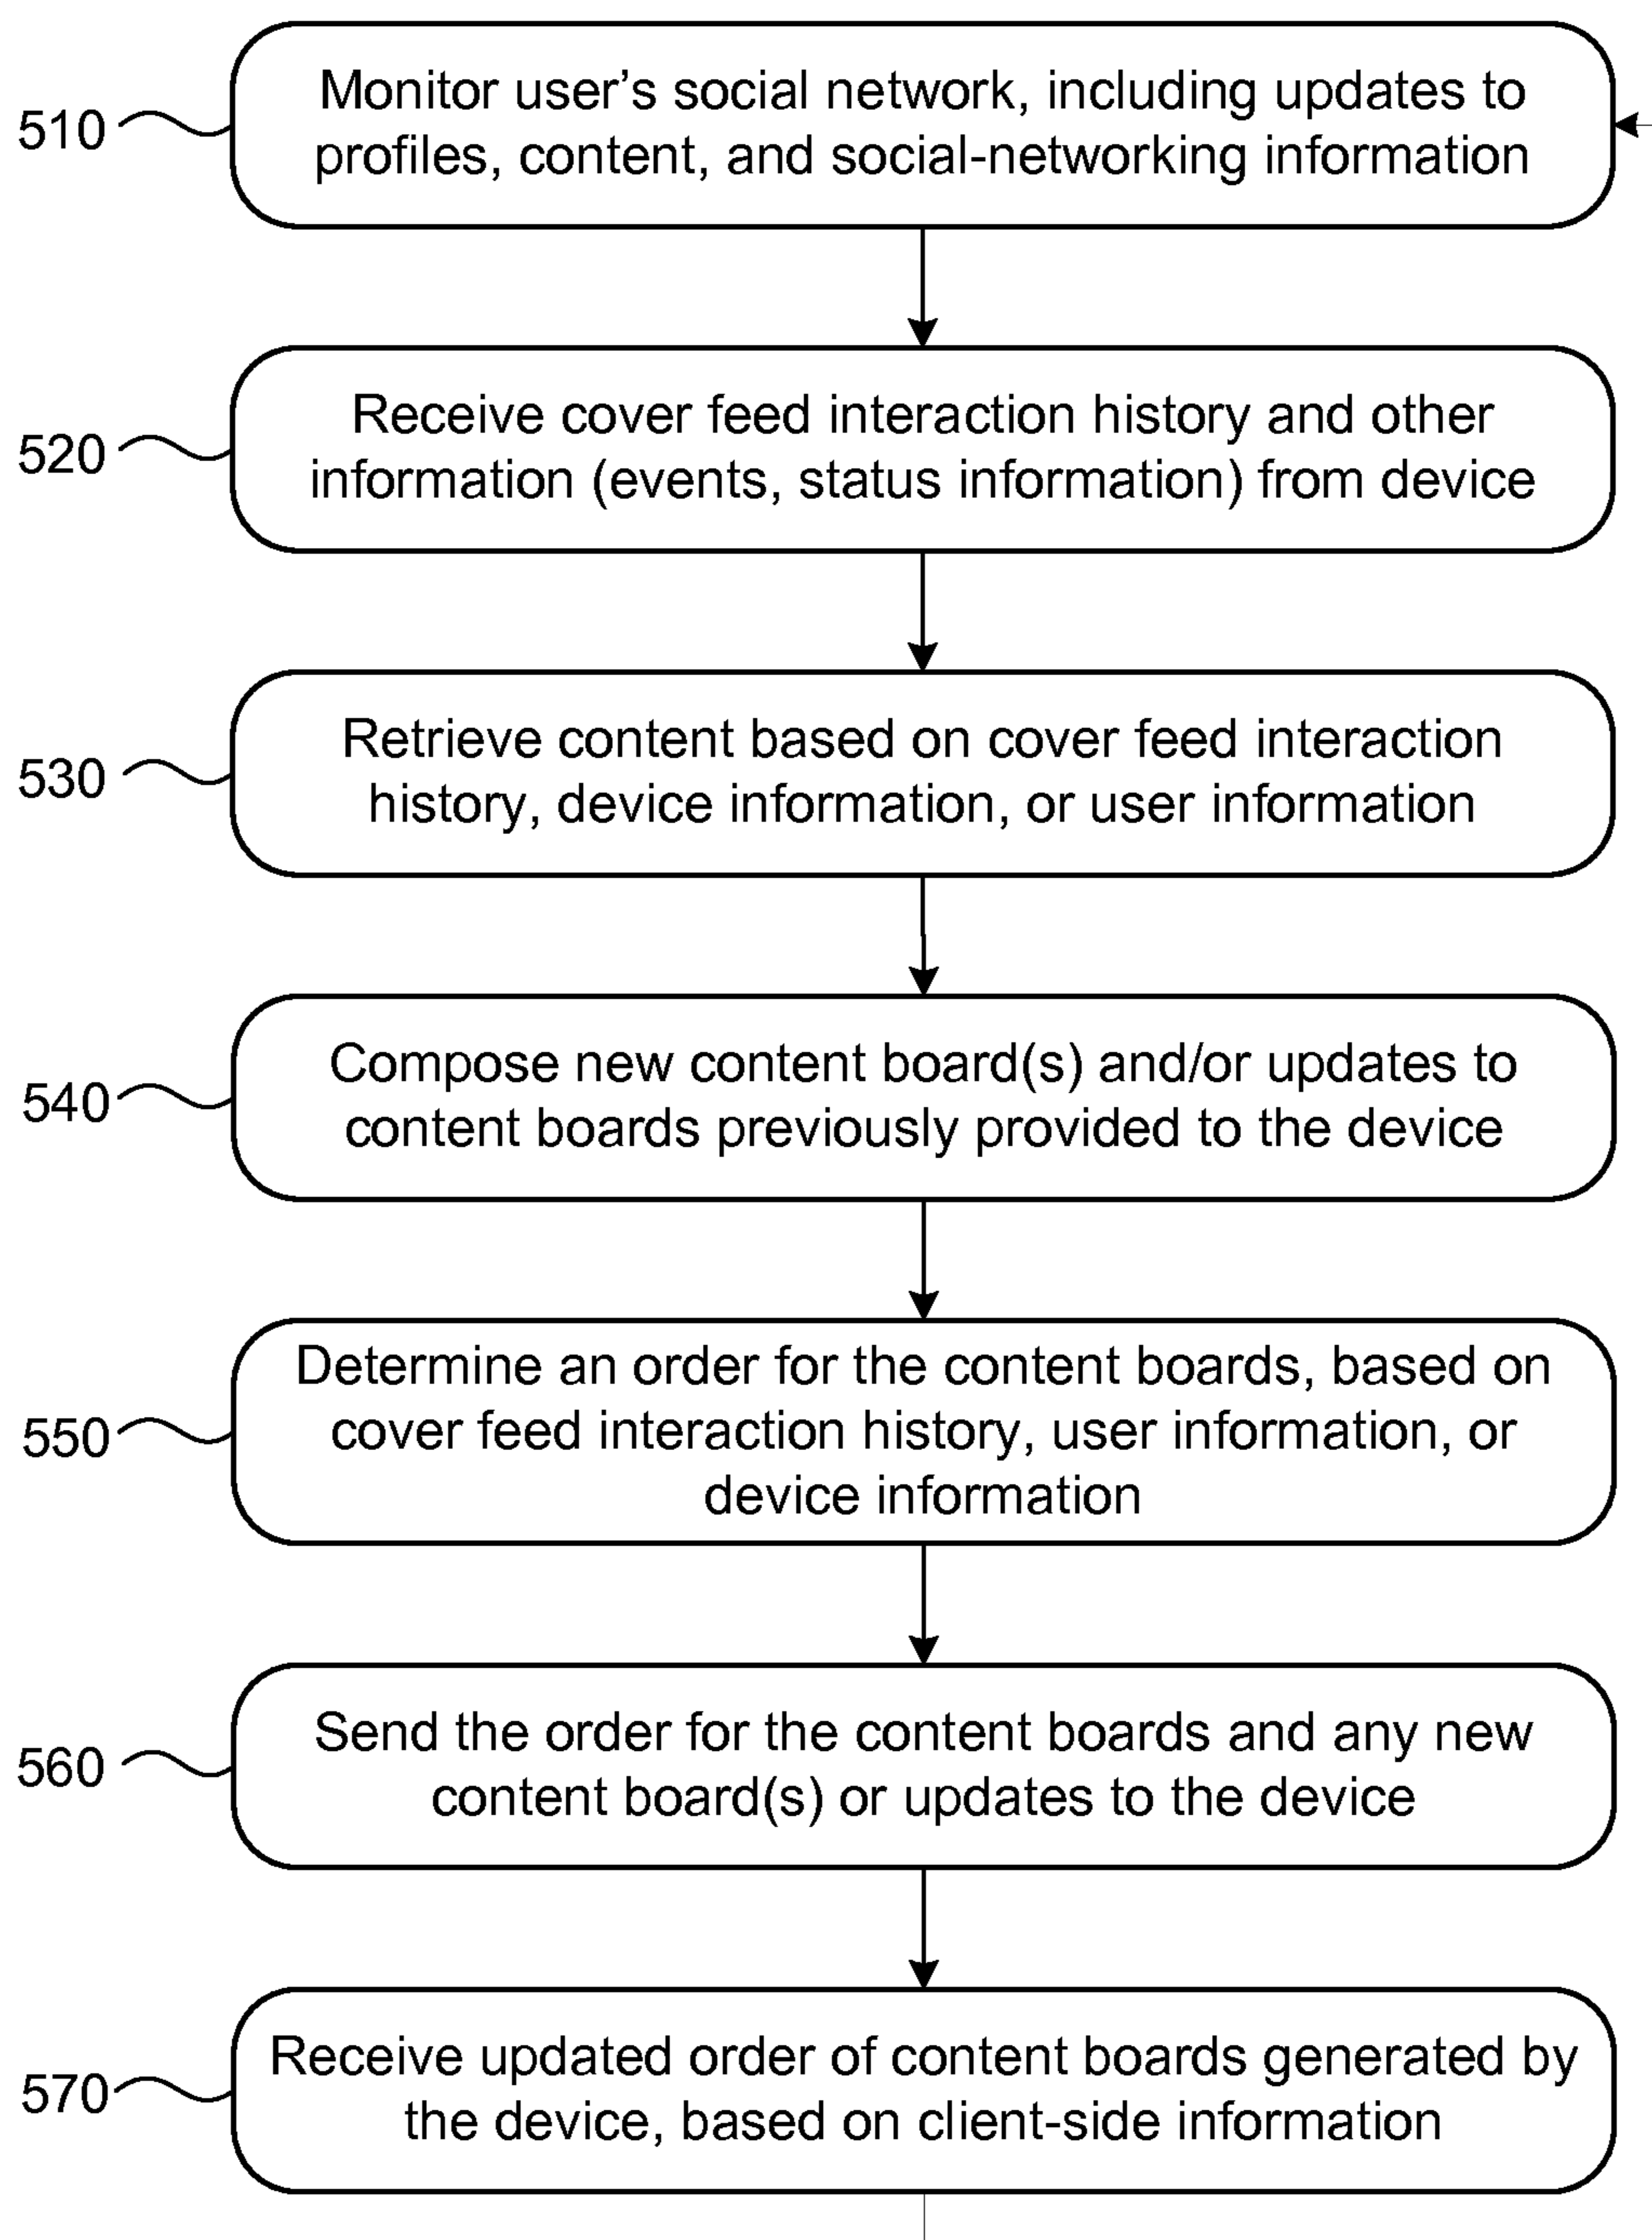 510
Monitor user’s social network, including updates to
profiles, content, and social-networking information
520
Receive cover feed interaction history and other
information (events, status information) from device
530
Retrieve content based on cover feed interaction
history, device information, or user information
540
Compose new content board(s) and/or updates to
content boards previously provided to the device
550
Determine an order for the content boards, based on
cover feed interaction history, user information, or
device information
560
Send the order for the content boards and any new
content board(s) or updates to the device
570
Receive updated order of content boards generated by
the device, based on client-side information